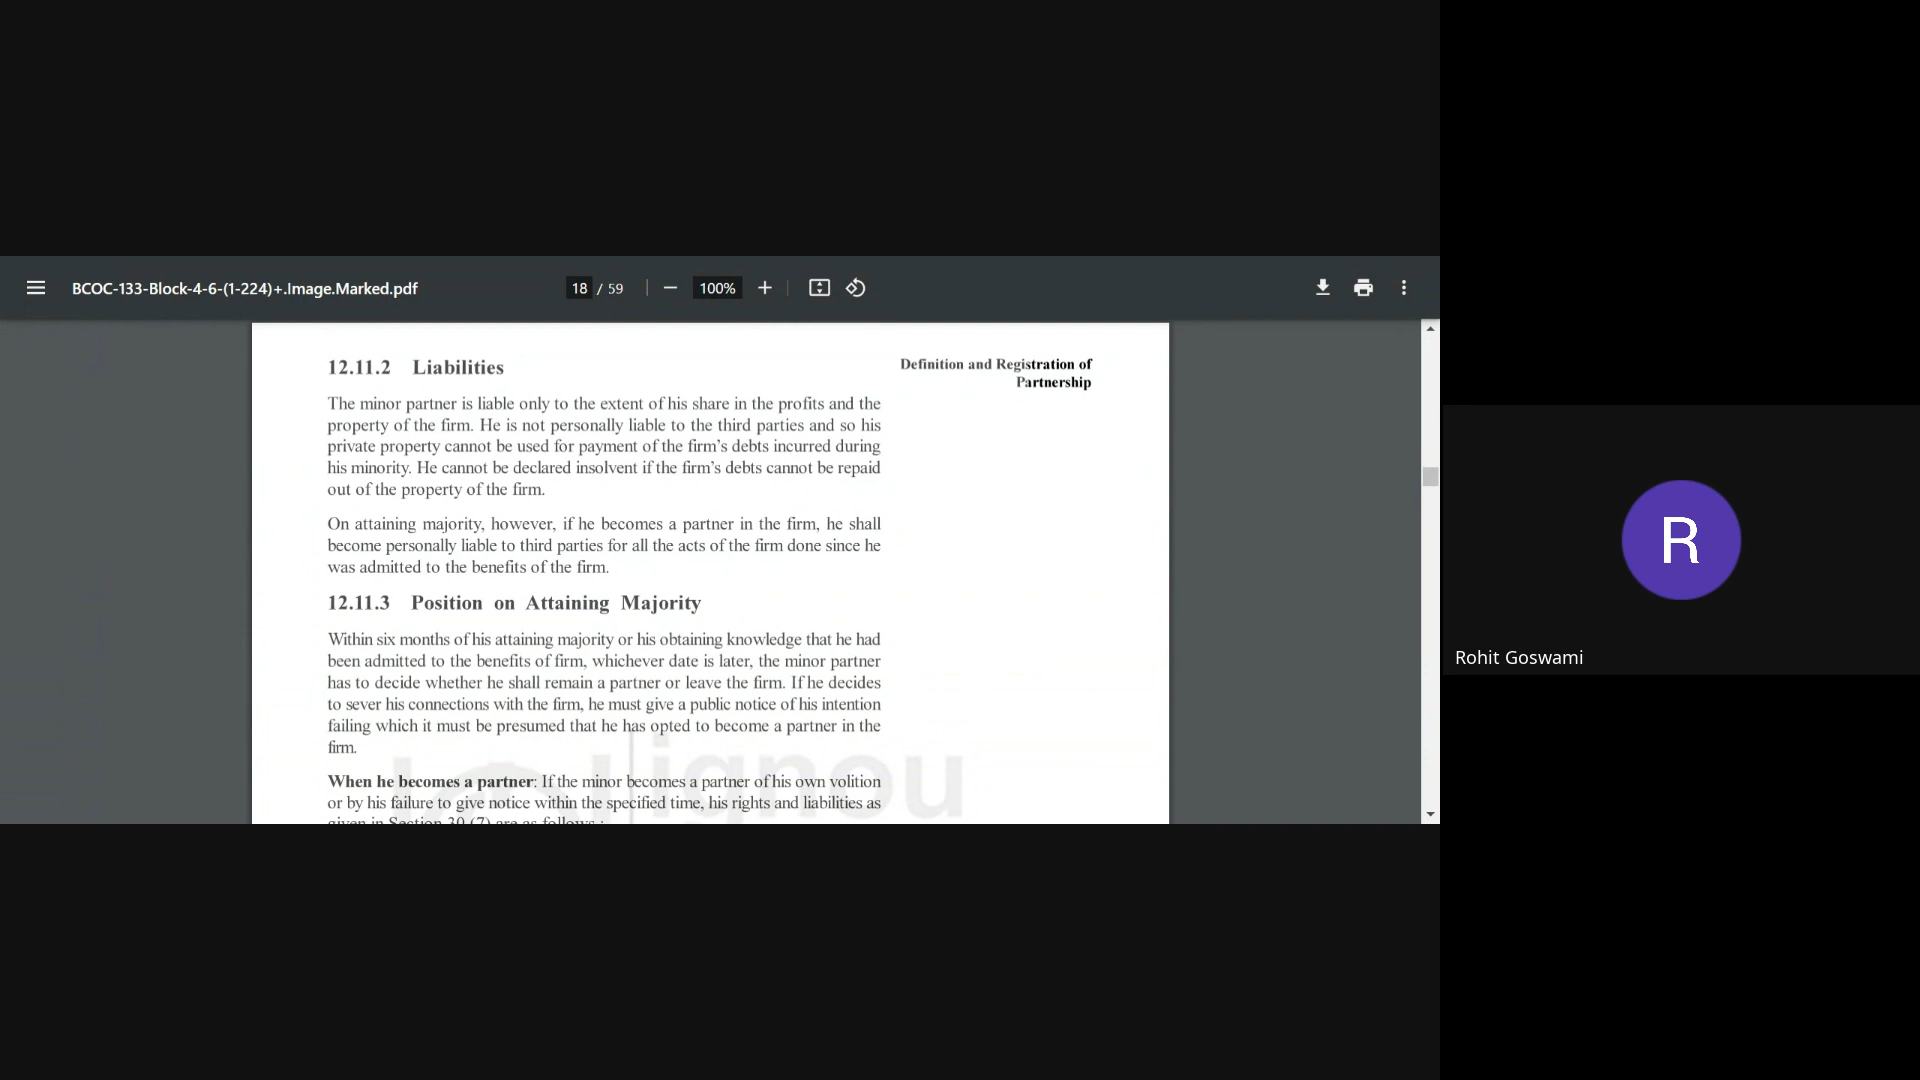 BCOC-133-Block-4-6-(1-224)+.Image.Marked.pdf
18 / 59
100%
12.11.2 Liabilities
Definition and Registration of
Partnership
The minor partner is liable only to the extent of his share in the profits and the
property of the firm. He is not personally liable to the third parties and so his
private property cannot be used for payment of the firm's debts incurred during
his minority. He cannot be declared insolvent if the firm's debts cannot be repaid
out of the property of the firm.
On attaining majority, however, if he becomes a partner in the firm, he shall
become personally liable to third parties for all the acts of the firm done since he
was admitted to the benefits of the firm.
12.11.3 Position on Attaining Majority
Within six months of his attaining majority or his obtaining knowledge that he had
been admitted to the benefits of firm, whichever date is later, the minor partner
has to decide whether he shall remain a partner or leave the firm. If he decides
to sever his connections with the firm, he must give a public notice of his intention
failing which it must be presumed that he has opted to become a partner in the
firm.
When he becomes a partner: If the minor becomes a partner of his own volition
or by his failure to give notice within the specified time, his rights and liabilities as
given in Section 30 (7) are as follows :
ignou
R
Rohit Goswami